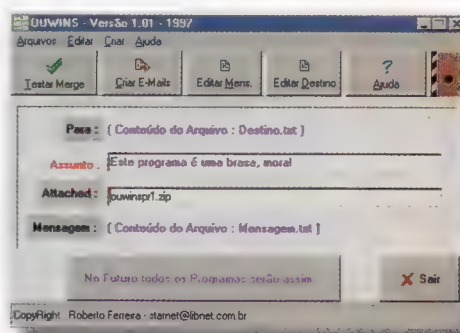 OUWINS - Versão 1.01 - 1997
Arquivos Editar Criar Ajuda
Testar Merge Criar E-Mails Editar Mens. Editar Destino Ajuda
Para : [ Conteúdo do Arquivo : Destino.txt ]
Assunto : Este programa é uma brasa, mora!
Attached : ouwinspr1.zip
Mensagem : [ Conteúdo do Arquivo : Mensagem.txt ]
No Futuro todos os Programas serão assim Sair
CopyRight Roberto Ferreira - starnet@libnet.com.br